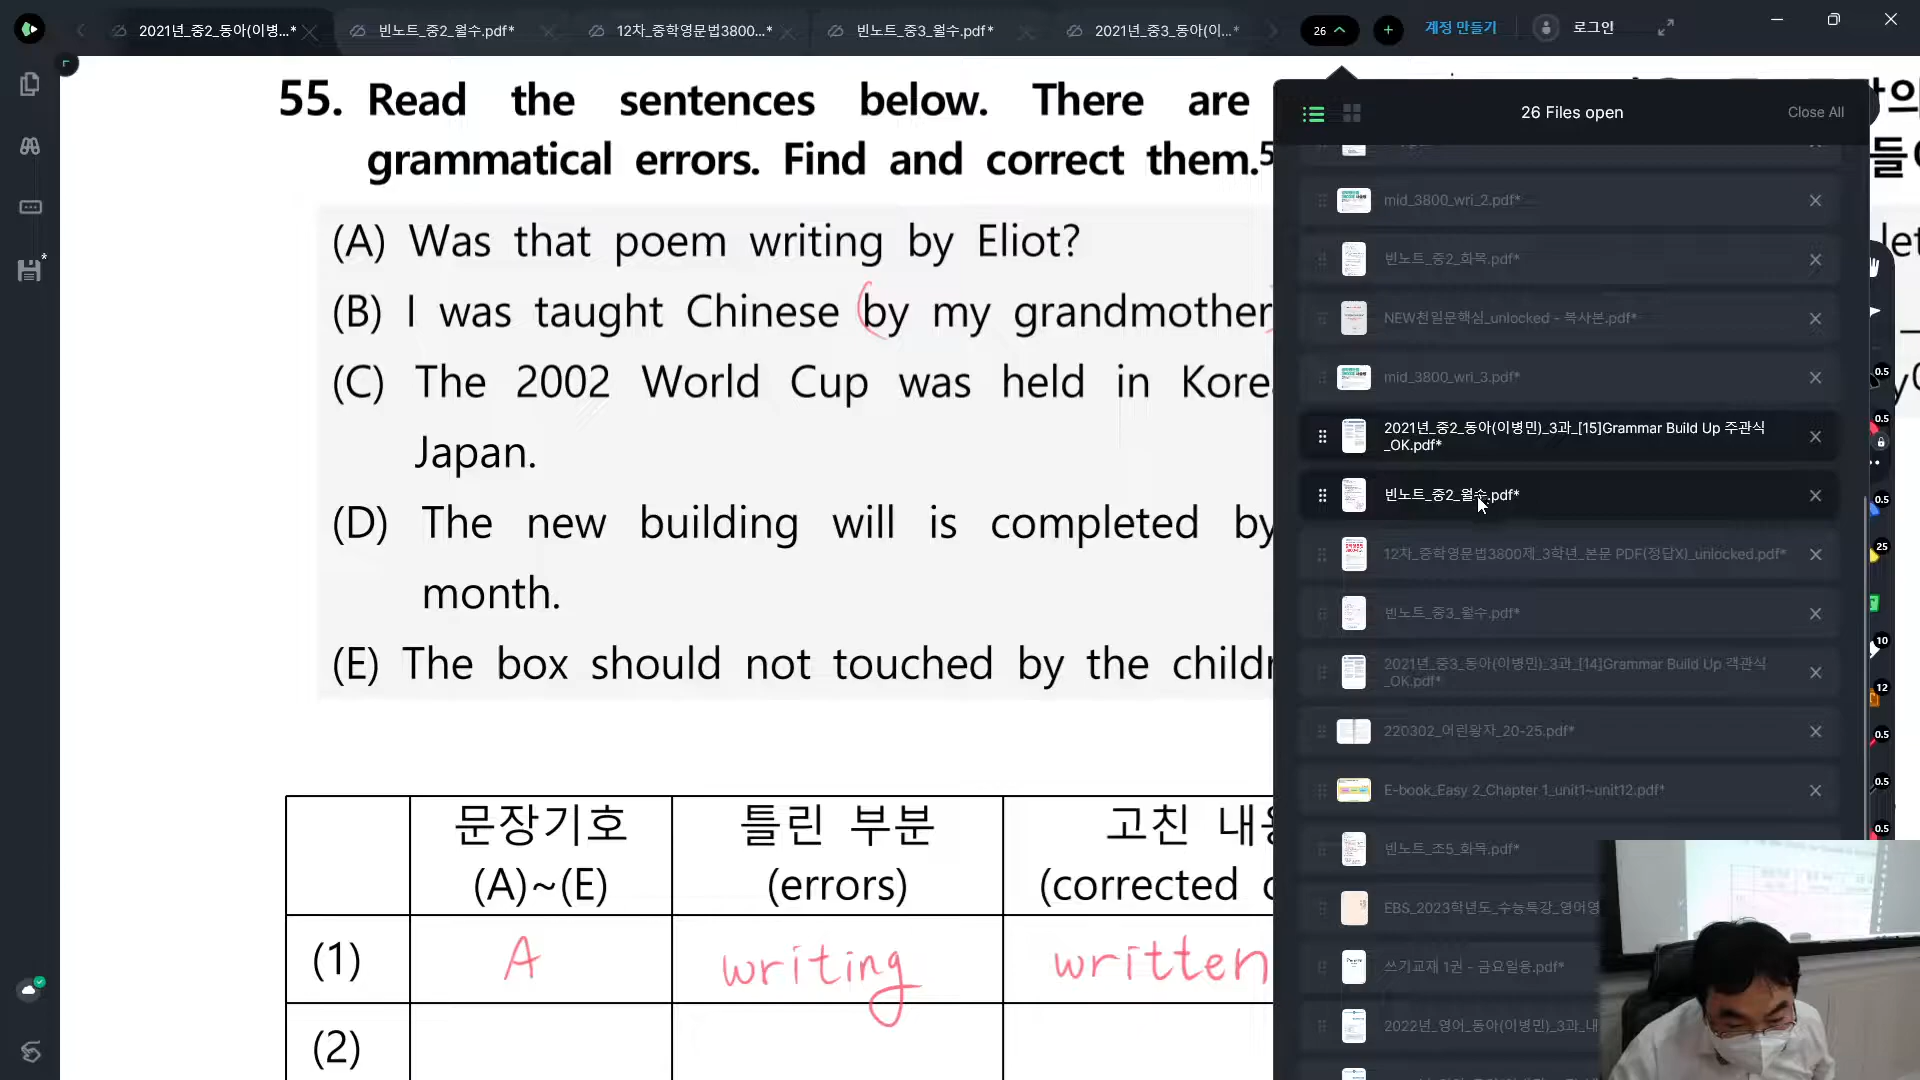 2021년_중2_동아(이병...*
빈노트_중2_월수.pdf*
12차_중학영문법3800...*
빈노트_중3_월수.pdf*
2021년_중3_동아(이...*
26
계정 만들기
로그인
55. Read the sentences below. There are
grammatical errors. Find and correct them.
(A) Was that poem writing by Eliot?
(B) I was taught Chinese by my grandmother
(C) The 2002 World Cup was held in Kore
Japan.
(D) The new building will is completed by
month.
(E) The box should not touched by the childr
문장기호
(A)~(E)
틀린 부분
(errors)
고친 내용
(corrected
(1)
A
writing
written
(2)
26 Files open
Close All
mid_3800_wri_2.pdf*
빈노트_중2_화목.pdf*
NEW천일문핵심_unlocked - 복사본.pdf*
mid_3800_wri_3.pdf*
2021년_중2_동아(이병민)_3과_[15]Grammar Build Up 주관식
_OK.pdf*
빈노트_중2_월수.pdf*
12차_중학영문법3800제_3학년_본문 PDF(정답X)_unlocked.pdf*
빈노트_중3_월수.pdf*
2021년_중3_동아(이병민)_3과_[14]Grammar Build Up 객관식
_OK.pdf*
220302_어린왕자_20-25.pdf*
E-book_Easy 2_Chapter 1_unit1~unit12.pdf*
빈노트_초5_화목.pdf*
EBS_2023학년도_수능특강_영어영
쓰기교재 1권 - 금요일용.pdf*
2022년_영어_동아(이병민)_3과_내
0.5
0.5
0.5
25
10
12
0.5
0.5
0.5